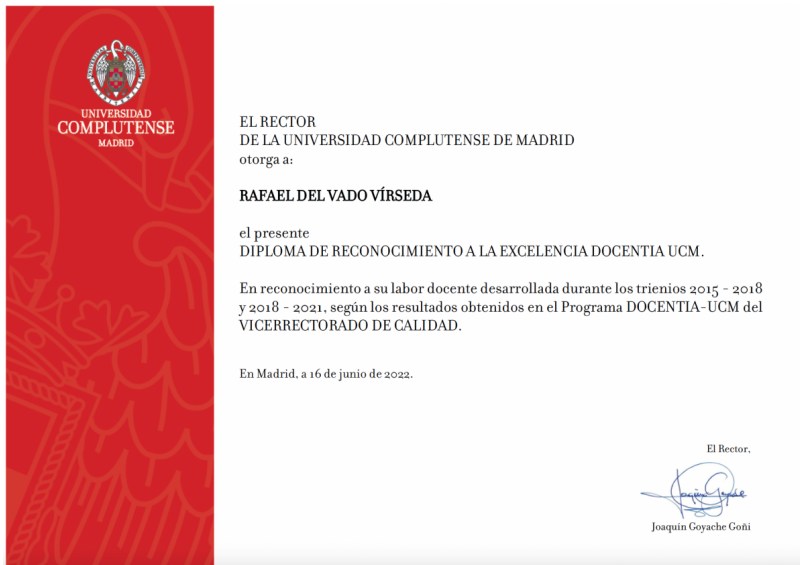 UNIVERSIDAD
COMPLUTENSE
MADRID
EL RECTOR
DE LA UNIVERSIDAD COMPLUTENSE DE MADRID
otorga a:
RAFAEL DEL VADO VÍRSEDA
el presente
DIPLOMA DE RECONOCIMIENTO A LA EXCELENCIA DOCENTIA UCM.
En reconocimiento a su labor docente desarrollada durante los trienios 2015 - 2018
y 2018 - 2021, según los resultados obtenidos en el Programa DOCENTIA-UCM del
VICERRECTORADO DE CALIDAD.
En Madrid, a 16 de junio de 2022.
El Rector,
Joaquín Goyache
Joaquín Goyache Goñi